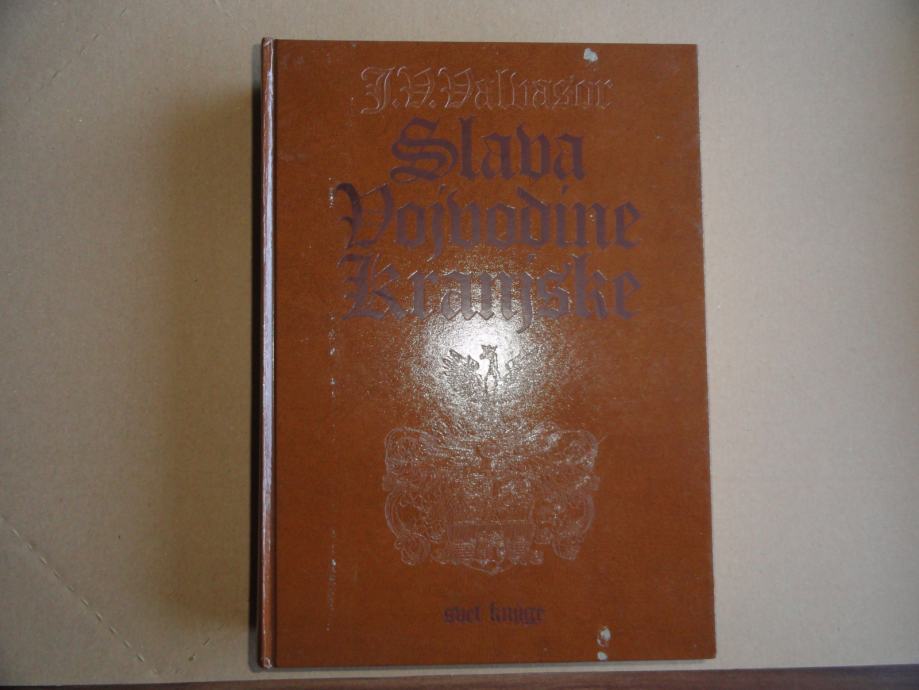 J.V.Valvasor
Slava
Vojvodine
Kranjske
svet knjige